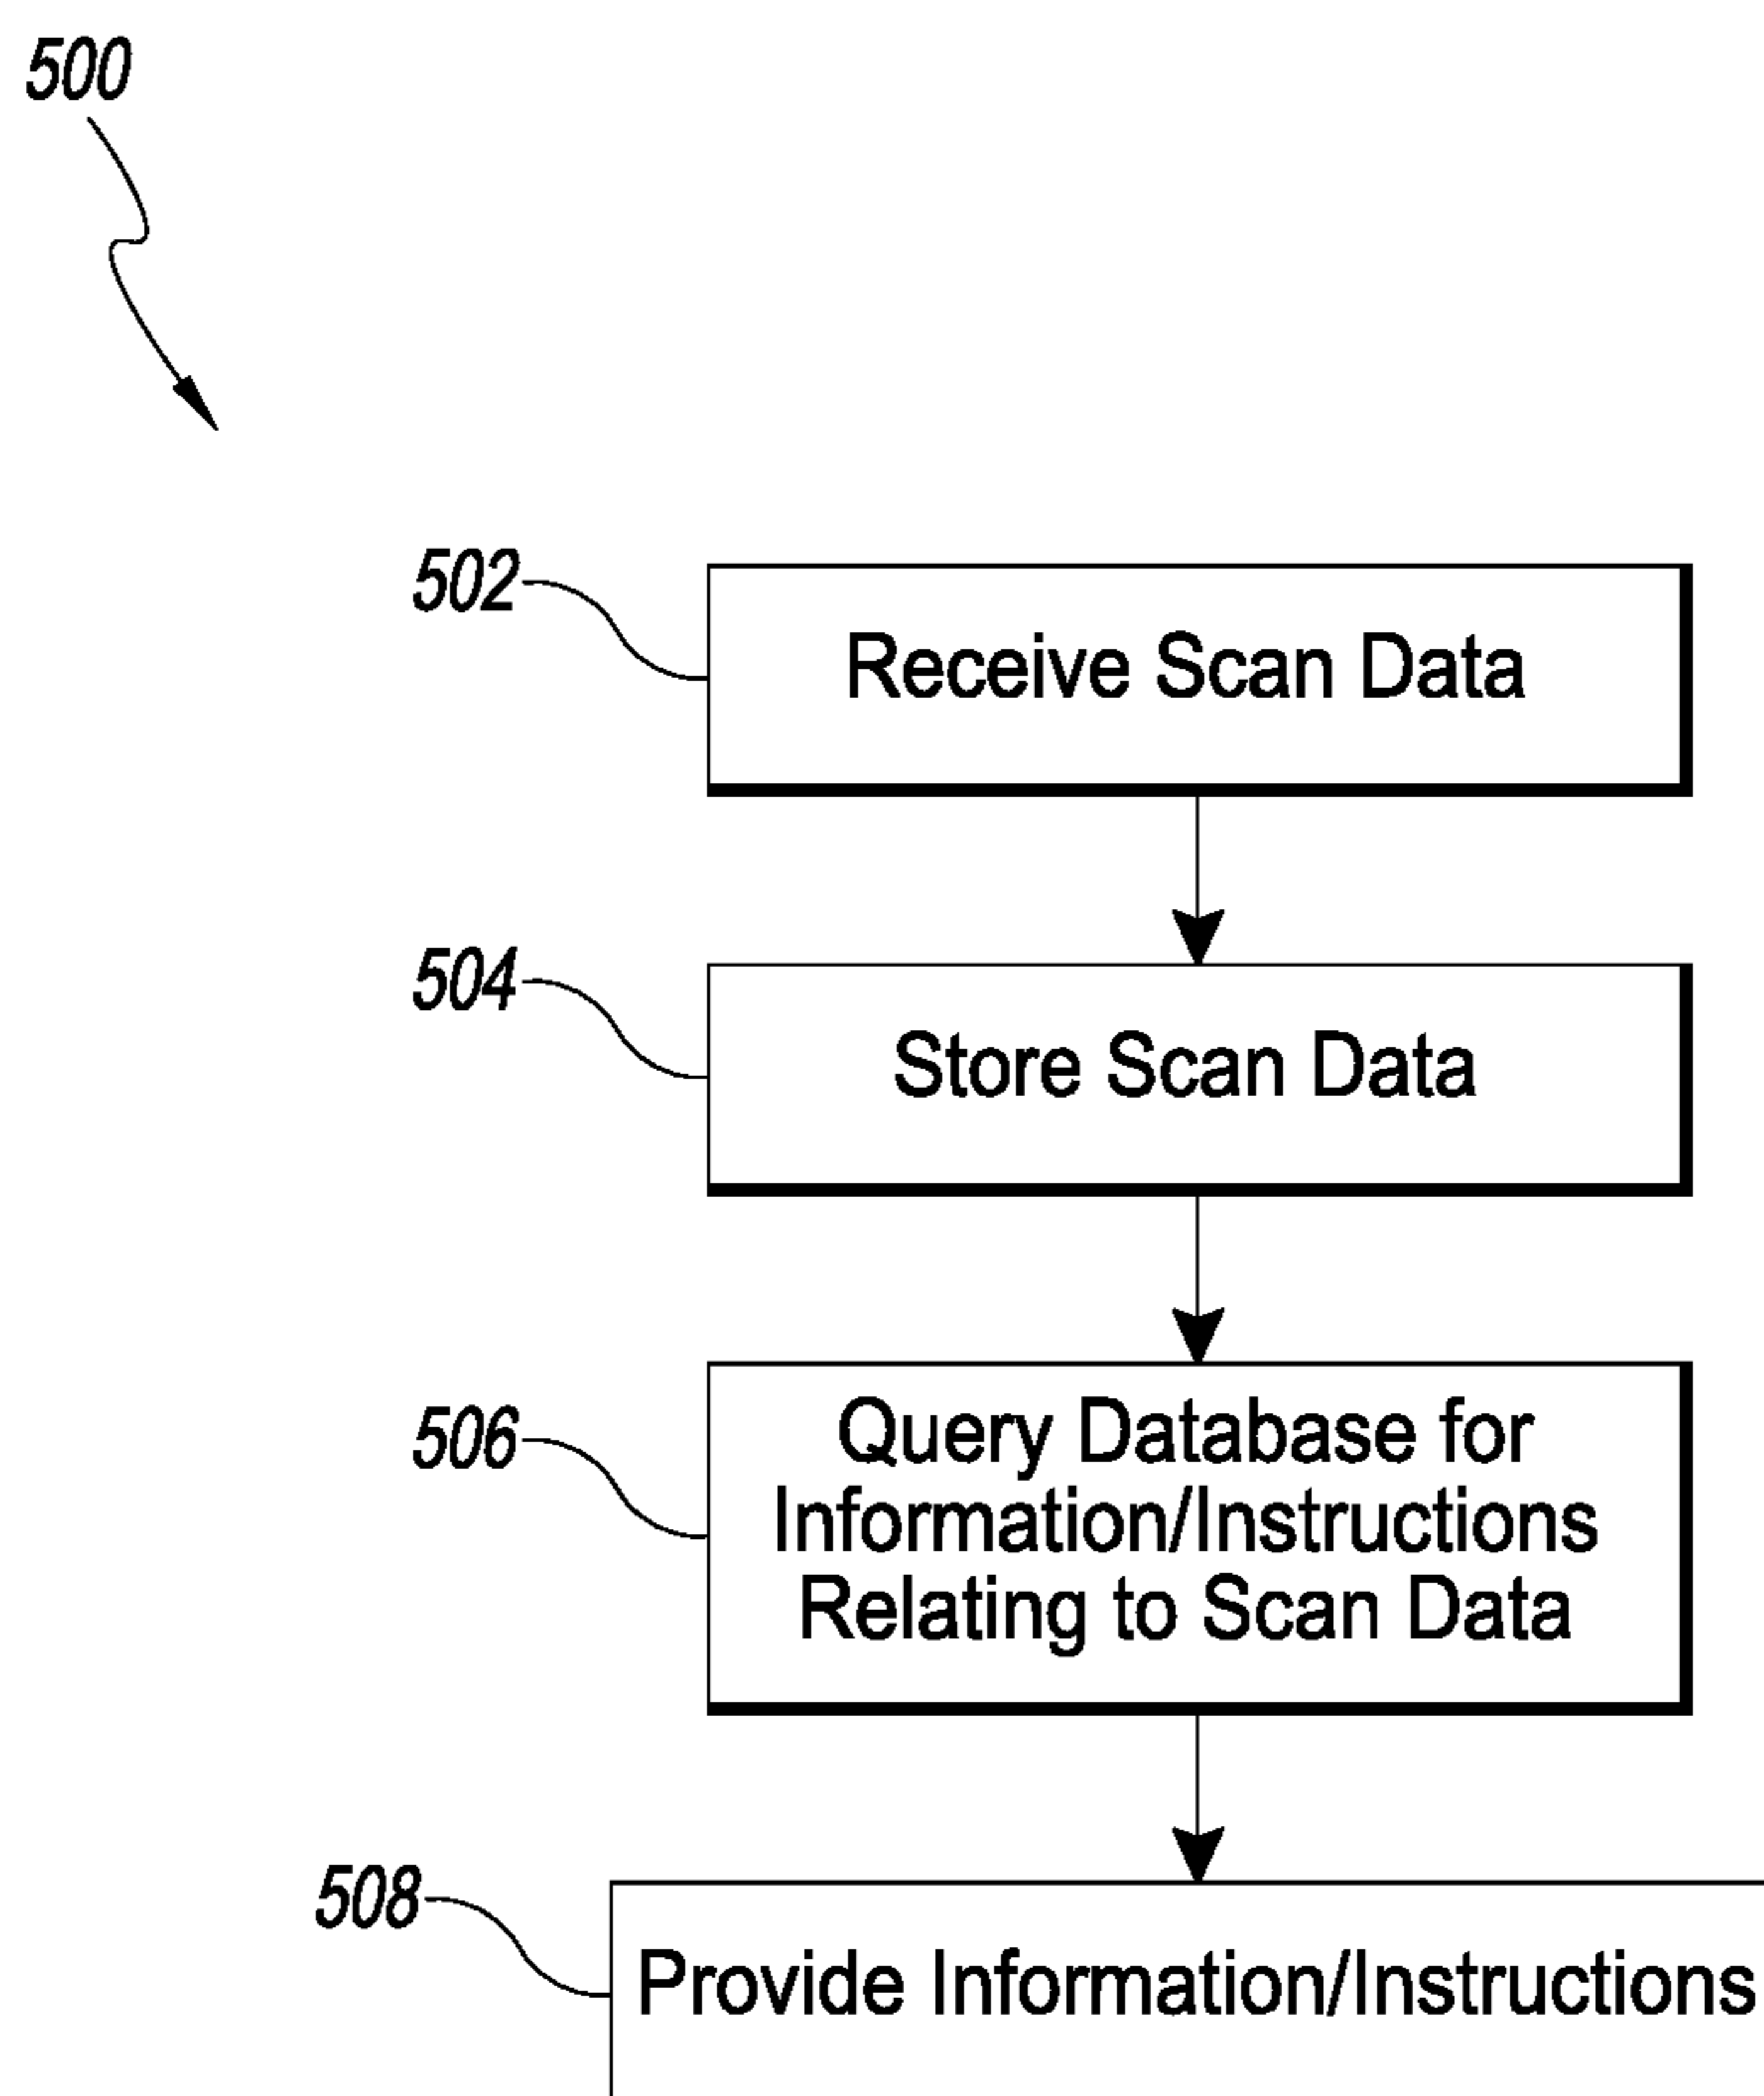 500
502
Receive Scan Data
504
Store Scan Data
506
Query Database for
Information/Instructions
Relating to Scan Data
508
Provide Information/Instructions